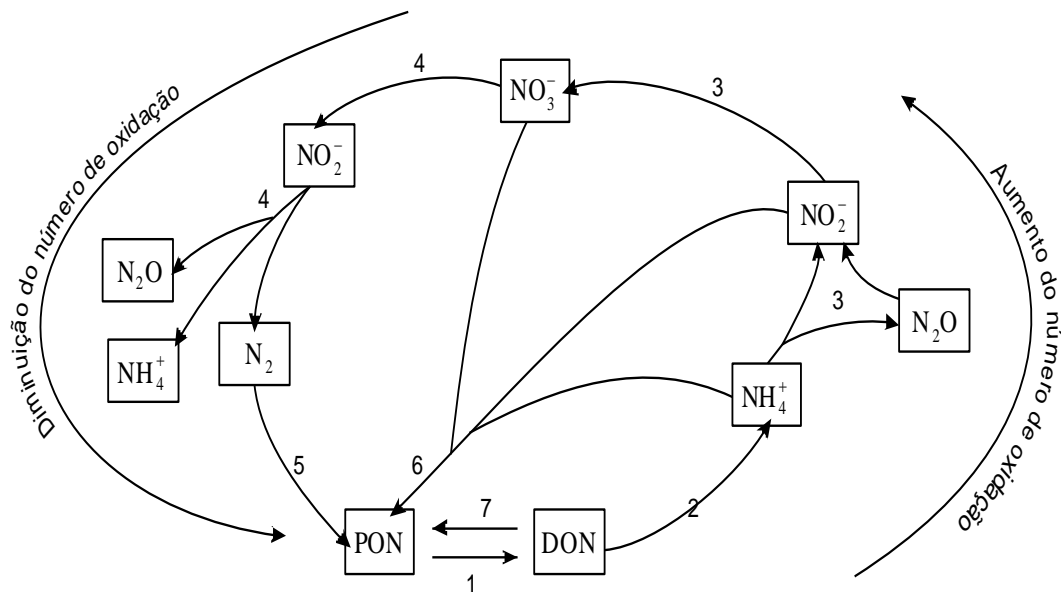 Diminuição do número de oxidação
4
NO₃⁻
3
NO₂⁻
4
N₂O
NH₄⁺
N₂
5
NO₂⁻
3
N₂O
NH₄⁺
6
2
PON
7
1
DON
Aumento do número de oxidação